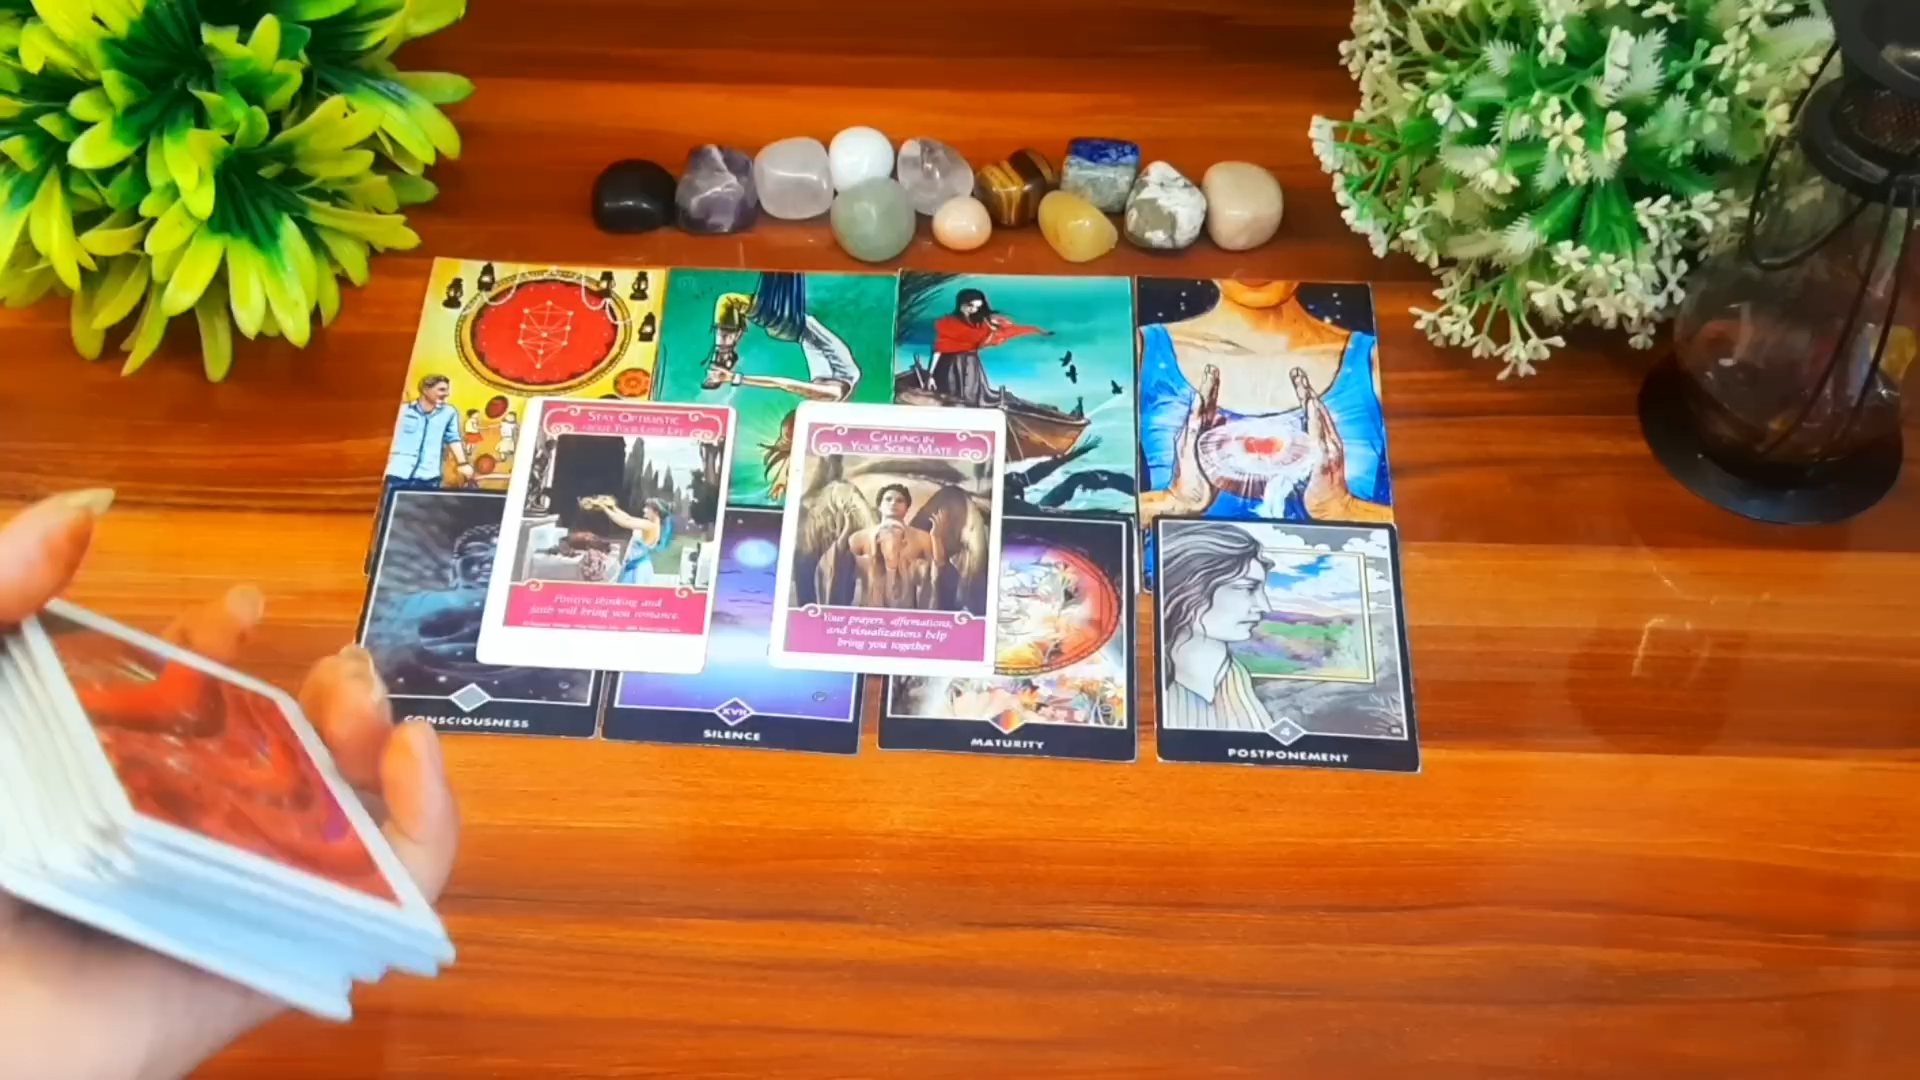 STAY OPTIMISTIC
ABOUT YOUR LOVE LIFE
Positive thinking and
faith will bring you romance.
CALLING IN
YOUR SOUL MATE
Your prayers, affirmations,
and visualizations help
bring you together
CONSCIOUSNESS
XVII
SILENCE
MATURITY
4
POSTPONEMENT